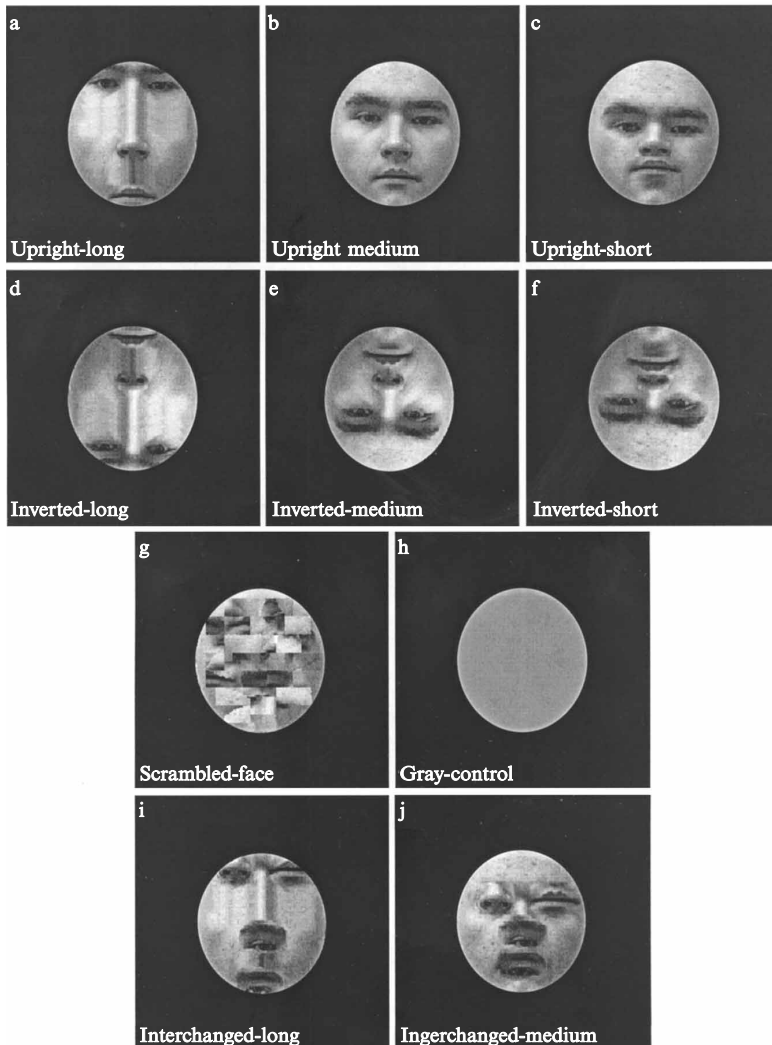 a
b
c
Upright-long
Upright medium
Upright-short
d
e
f
Inverted-long
Inverted-medium
Inverted-short
g
h
Scrambled-face
Gray-control
i
j
Interchanged-long
Ingerchanged-medium